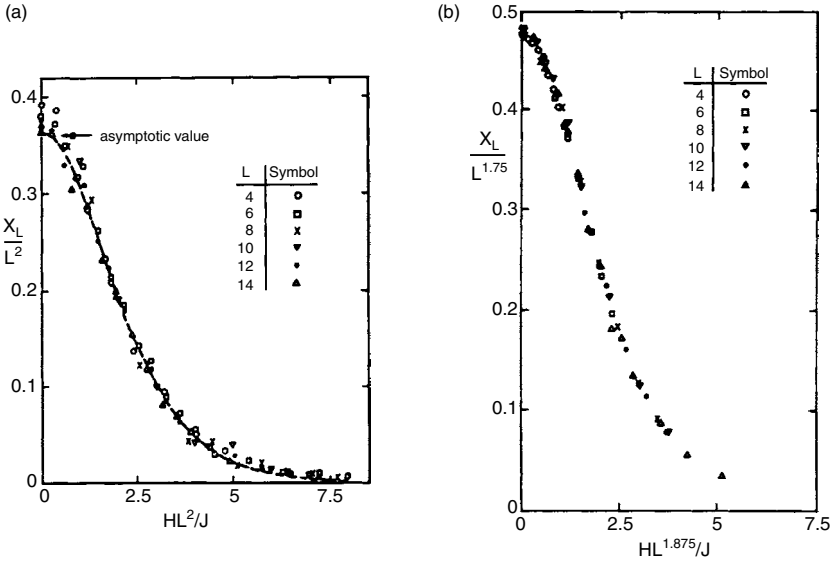 (a)
0.4
0.3
0.2
0.1
0
X_L
L^2
asymptotic value
L Symbol
4
6
8
10
12
14
0 2.5 5 7.5
HL^2/J
(b)
0.5
0.4
0.3
0.2
0.1
0
X_L
L^1.75
L Symbol
4
6
8
10
12
14
0 2.5 5 7.5
HL^1.875/J